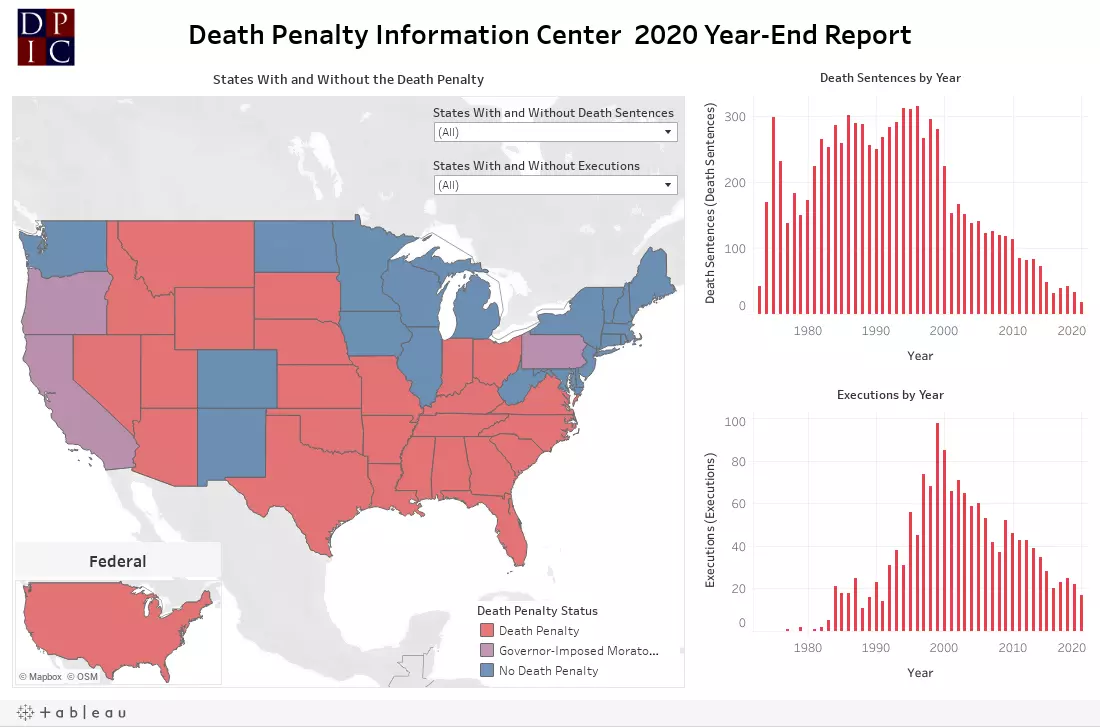 D P
I C
Death Penalty Information Center 2020 Year-End Report
States With and Without the Death Penalty
States With and Without Death Sentences
(All)
States With and Without Executions
(All)
Federal
© Mapbox © OSM
Death Penalty Status
Death Penalty
Governor-Imposed Morato...
No Death Penalty
Death Sentences by Year
Death Sentences (Death Sentences)
300
200
100
0
1980 1990 2000 2010 2020
Year
Executions by Year
Executions (Executions)
100
80
60
40
20
0
1980 1990 2000 2010 2020
Year
+ a b l e a u